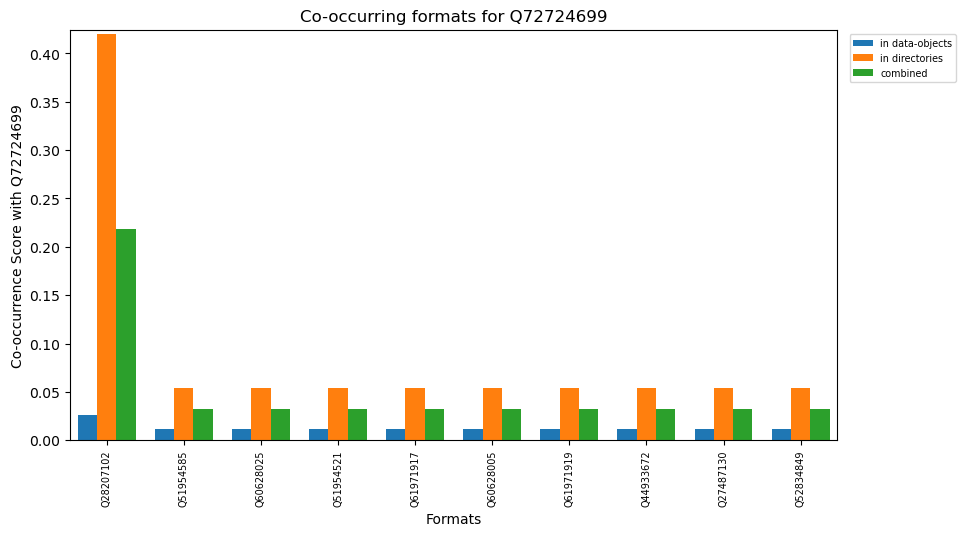 Co-occurring formats for Q72724699
in data-objects
in directories
combined
Co-occurrence Score with Q72724699
0.40
0.35
0.30
0.25
0.20
0.15
0.10
0.05
0.00
Q28207102
Q51954585
Q60628025
Q51954521
Q61971917
Q60628005
Q61971919
Q44933672
Q27487130
Q52834849
Formats